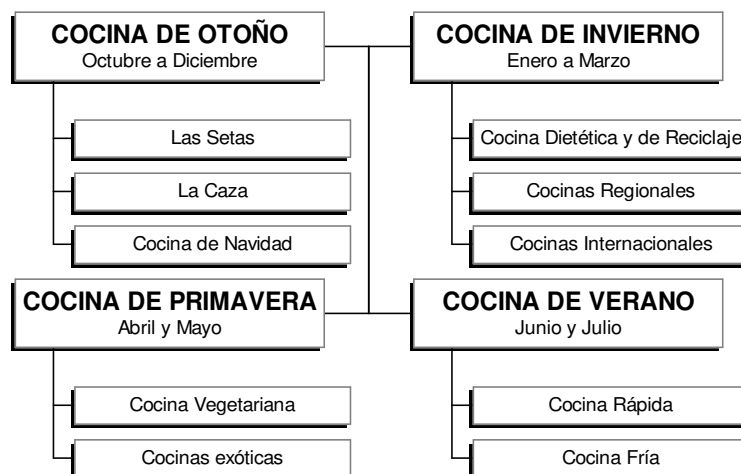 COCINA DE OTOÑO
Octubre a Diciembre
Las Setas
La Caza
Cocina de Navidad
COCINA DE INVIERNO
Enero a Marzo
Cocina Dietética y de Reciclaje
Cocinas Regionales
Cocinas Internacionales
COCINA DE PRIMAVERA
Abril y Mayo
Cocina Vegetariana
Cocinas exóticas
COCINA DE VERANO
Junio y Julio
Cocina Rápida
Cocina Fría